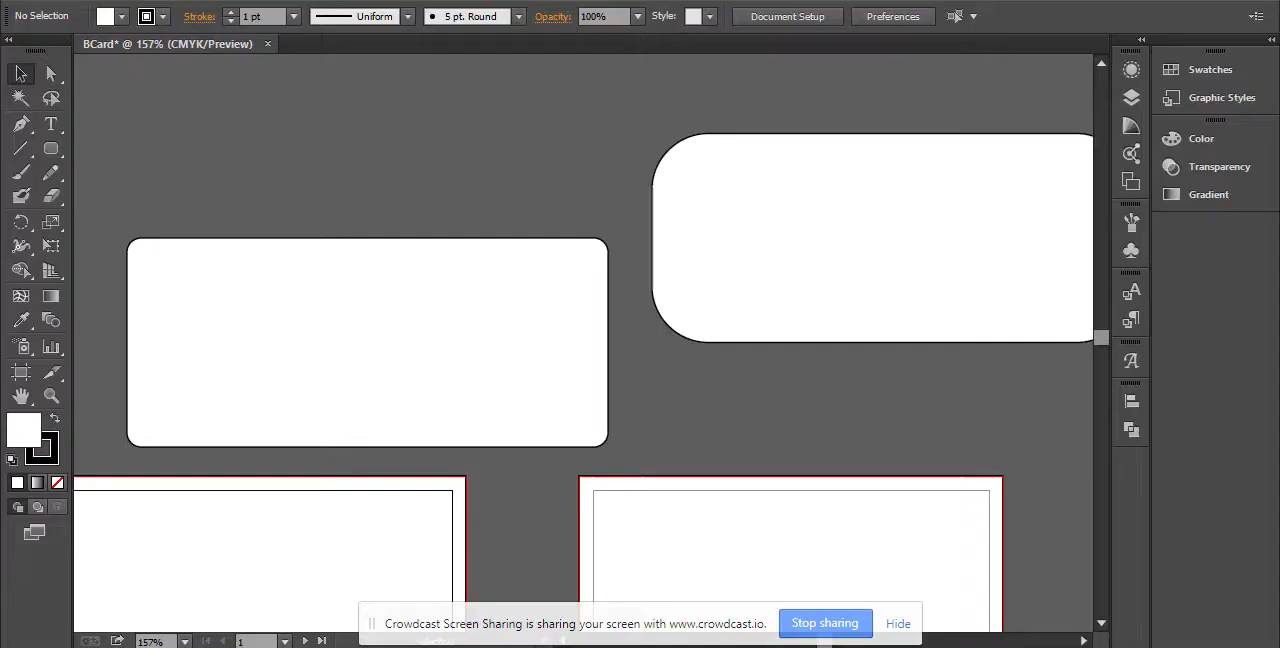 No Selection
Stroke: 1 pt Uniform 5 pt. Round Opacity: 100% Style: Document Setup Preferences
BCard* @ 157% (CMYK/Preview) ×
Swatches
Graphic Styles
Color
Transparency
Gradient
Crowdcast Screen Sharing is sharing your screen with www.crowdcast.io. Stop sharing Hide
157% 1